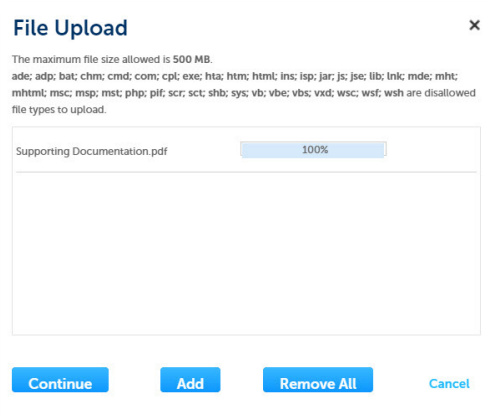 File Upload
×
The maximum file size allowed is 500 MB.
ade; adp; bat; chm; cmd; com; cpl; exe; hta; htm; html; ins; isp; jar; js; jse; lib; lnk; mde; mht;
mhtml; msc; msp; mst; php; pif; scr; sct; shb; sys; vb; vbe; vbs; vxd; wsc; wsf; wsh are disallowed
file types to upload.
Supporting Documentation.pdf 100%
Continue Add Remove All Cancel